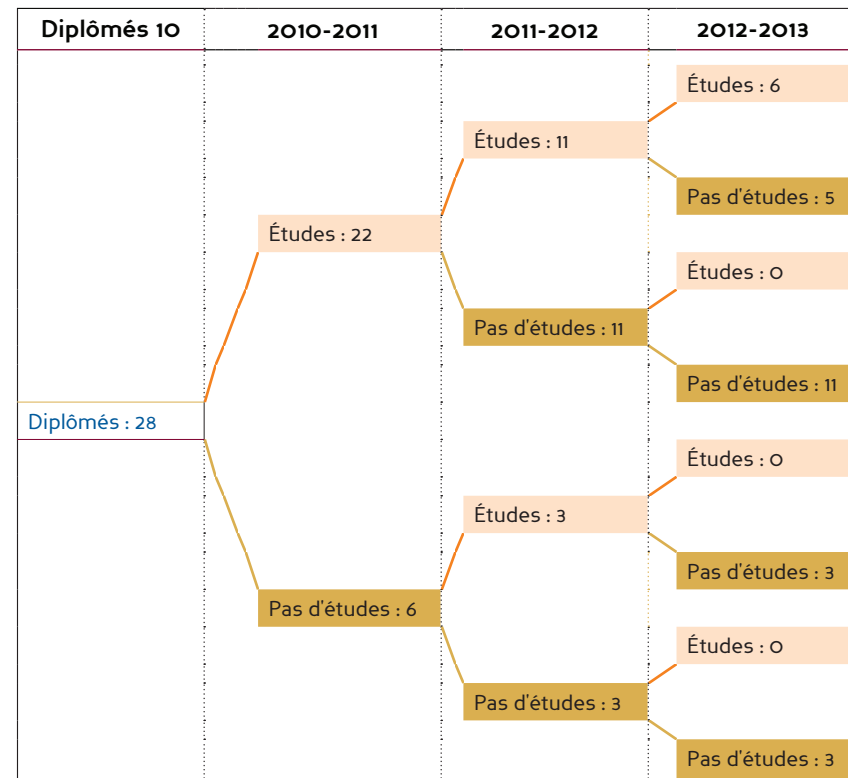 Diplômés 10 2010-2011 2011-2012 2012-2013
Études : 6
Études : 11
Pas d'études : 5
Études : 22
Études : 0
Pas d'études : 11
Pas d'études : 11
Diplômés : 28
Études : 0
Études : 3
Pas d'études : 3
Pas d'études : 6
Études : 0
Pas d'études : 3
Pas d'études : 3